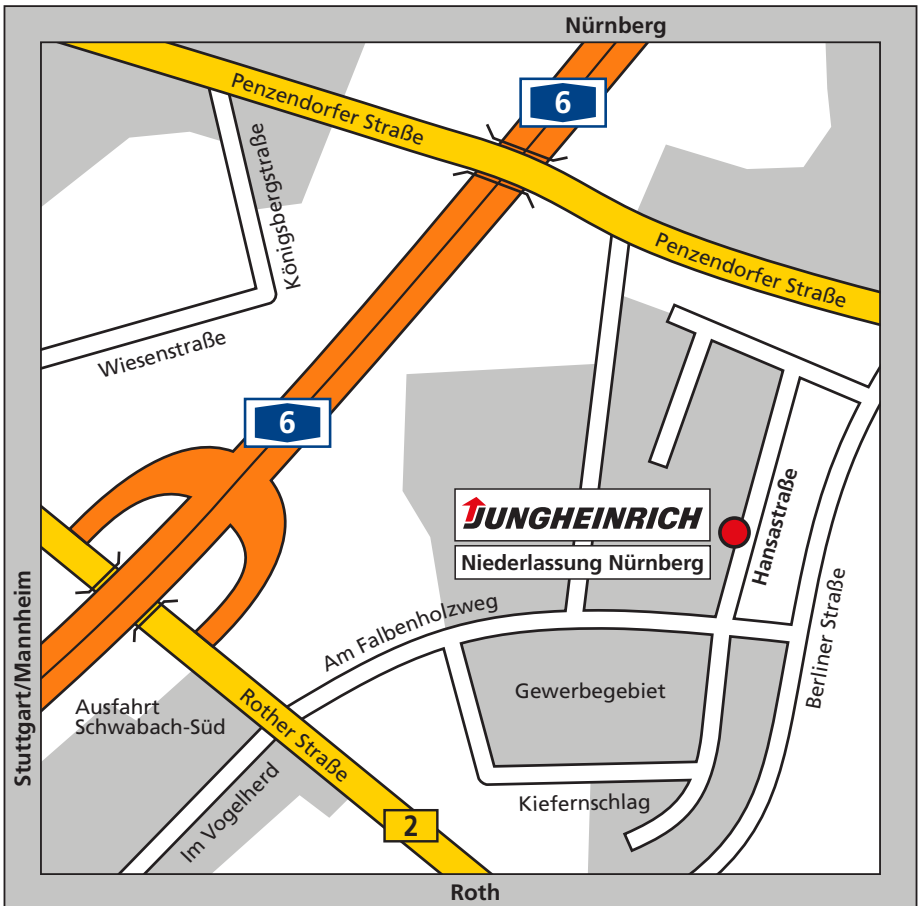 Nürnberg
Penzendorfer Straße
6
Königsbergstraße
Penzendorfer Straße
Wiesenstraße
6
JUNGHEINRICH
Niederlassung Nürnberg
Hansastraße
Stuttgart/Mannheim
Am Falbenholzweg
Berliner Straße
Ausfahrt
Schwabach-Süd
Rother Straße
Gewerbegebiet
Im Vogelherd
Kiefernschlag
2
Roth